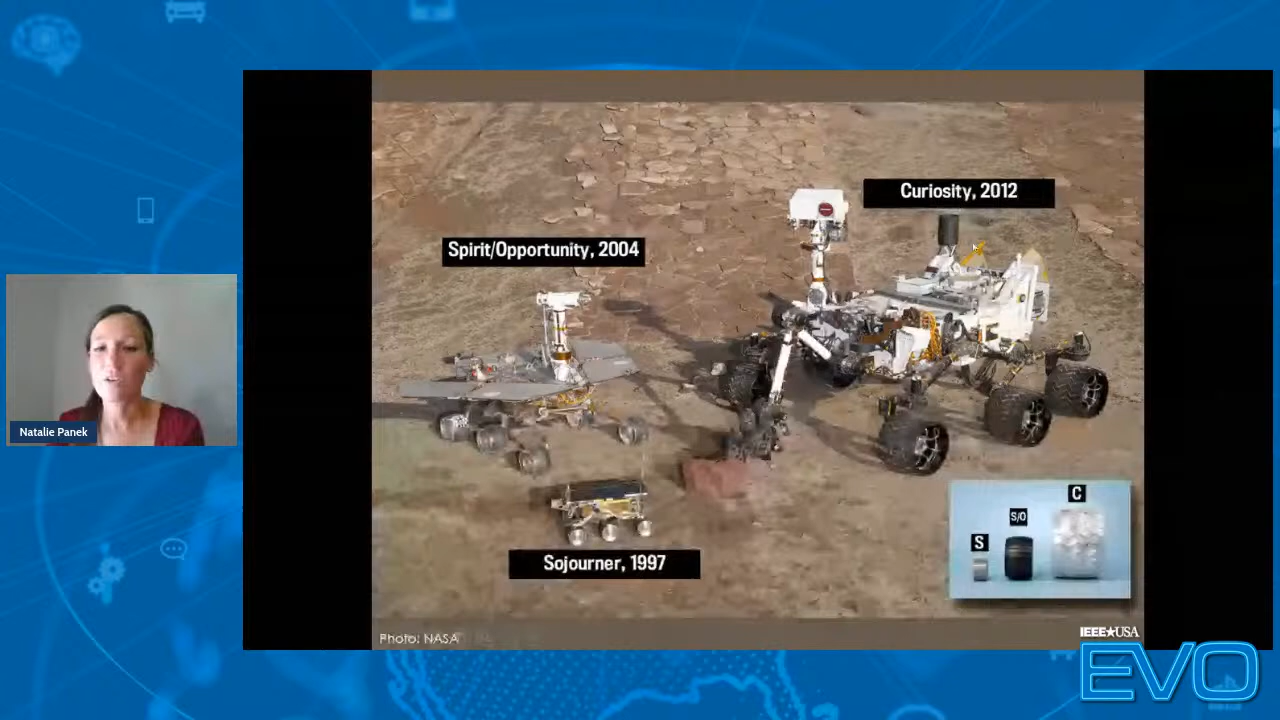 Curiosity, 2012
Spirit/Opportunity, 2004
Natalie Panek
C
S/O
S
Sojourner, 1997
Photo: NASA
IEEE★USA
EVO